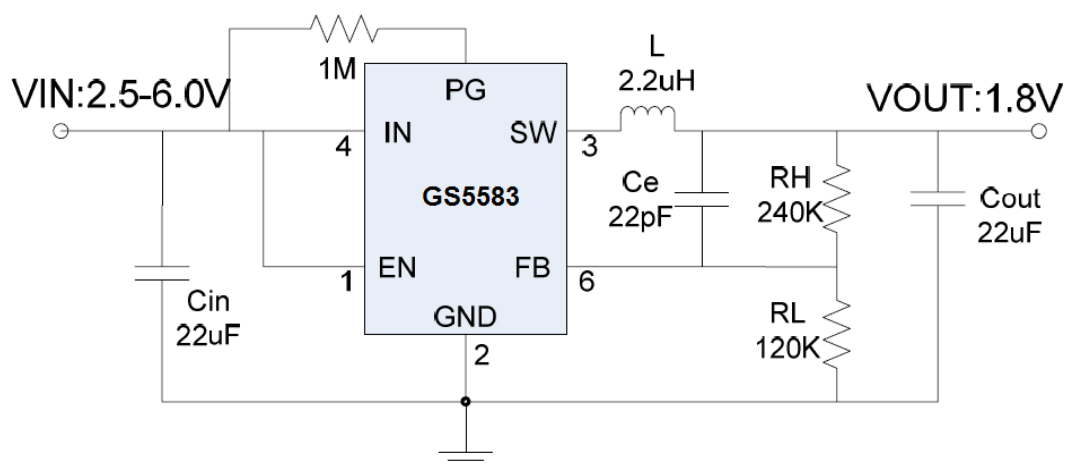 1M
L
2.2uH
VIN:2.5-6.0V
PG
VOUT:1.8V
4
IN
SW
3
GS5583
Ce
22pF
RH
240K
Cout
22uF
1
EN
FB
6
Cin
22uF
GND
2
RL
120K